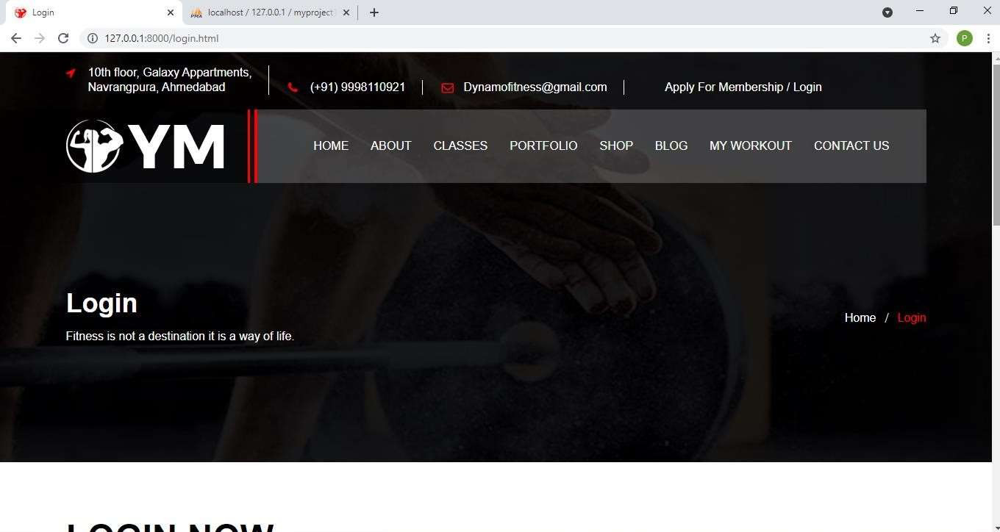 Login
localhost / 127.0.0.1 / myproject
127.0.0.1:8000/login.html
P
10th floor, Galaxy Appartments,
Navrangpura, Ahmedabad
(+91) 9998110921
Dynamofitness@gmail.com
Apply For Membership / Login
YM
HOME ABOUT CLASSES PORTFOLIO SHOP BLOG MY WORKOUT CONTACT US
Login
Fitness is not a destination it is a way of life.
Home / Login
LOGIN NOW